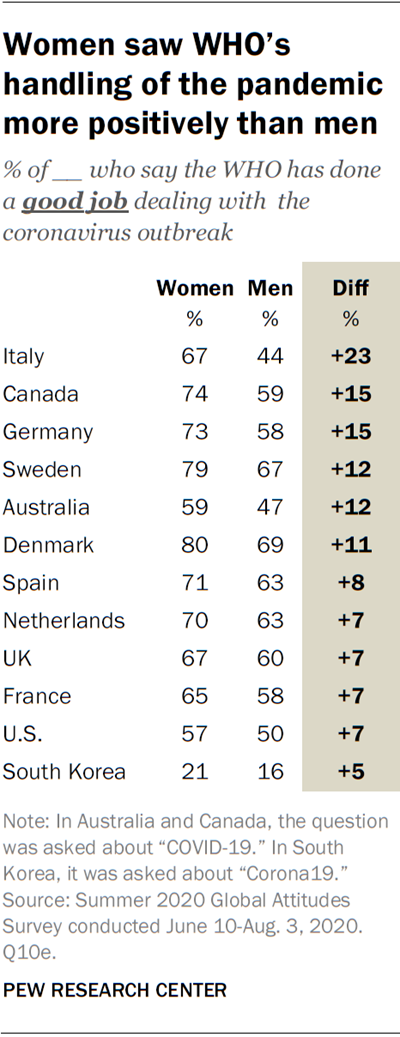 Women saw WHO's
handling of the pandemic
more positively than men
% of __ who say the WHO has done
a good job dealing with the
coronavirus outbreak
Women Men Diff
% % %
Italy 67 44 +23
Canada 74 59 +15
Germany 73 58 +15
Sweden 79 67 +12
Australia 59 47 +12
Denmark 80 69 +11
Spain 71 63 +8
Netherlands 70 63 +7
UK 67 60 +7
France 65 58 +7
U.S. 57 50 +7
South Korea 21 16 +5
Note: In Australia and Canada, the question
was asked about “COVID-19.” In South
Korea, it was asked about “Corona19.”
Source: Summer 2020 Global Attitudes
Survey conducted June 10-Aug. 3, 2020.
Q10e.
PEW RESEARCH CENTER